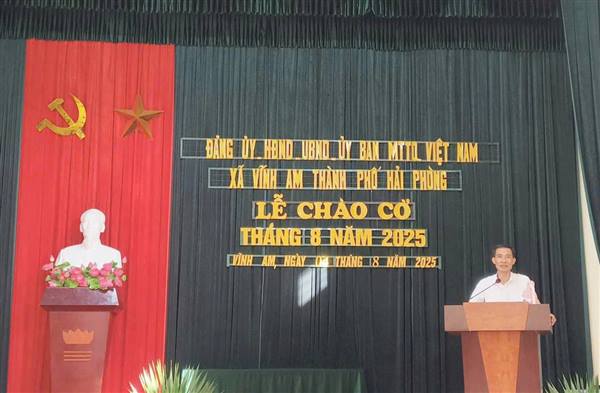 ĐẢNG ỦY HĐND UBND ỦY BAN MTTQ VIỆT NAM
XÃ VĨNH AM THÀNH PHỐ HẢI PHÒNG
LỄ CHÀO CỜ
THÁNG 8 NĂM 2025
VĨNH AM, NGÀY THÁNG 8 NĂM 2025